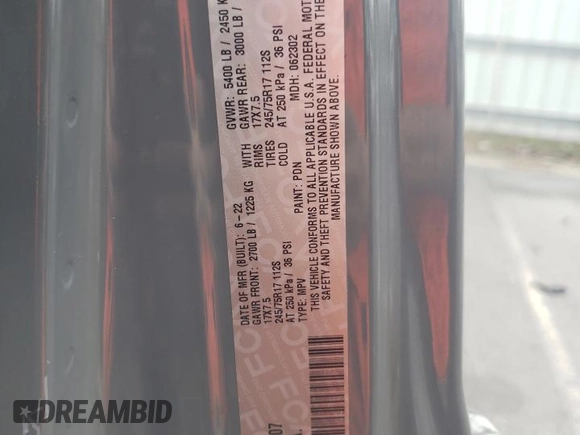 DATE OF MFR (BUILT): 6-22 GVWR: 5400 LB / 2450 K
GAWR FRONT: 2700 LB / 1225 KG WITH GAWR REAR: 3000 LB /
17X7.5 RIMS 17X7.5
245/75R17 112S TIRES 245/75R17 112S
AT 250 kPa / 36 PSI COLD AT 250 kPa / 36 PSI
TYPE: MPV PAINT: PDN MDH: 062302
THIS VEHICLE CONFORMS TO ALL APPLICABLE U.S.A. FEDERAL MOT
SAFETY AND THEFT PREVENTION STANDARDS IN EFFECT ON THE
MANUFACTURE SHOWN ABOVE.
07
DREAMBID